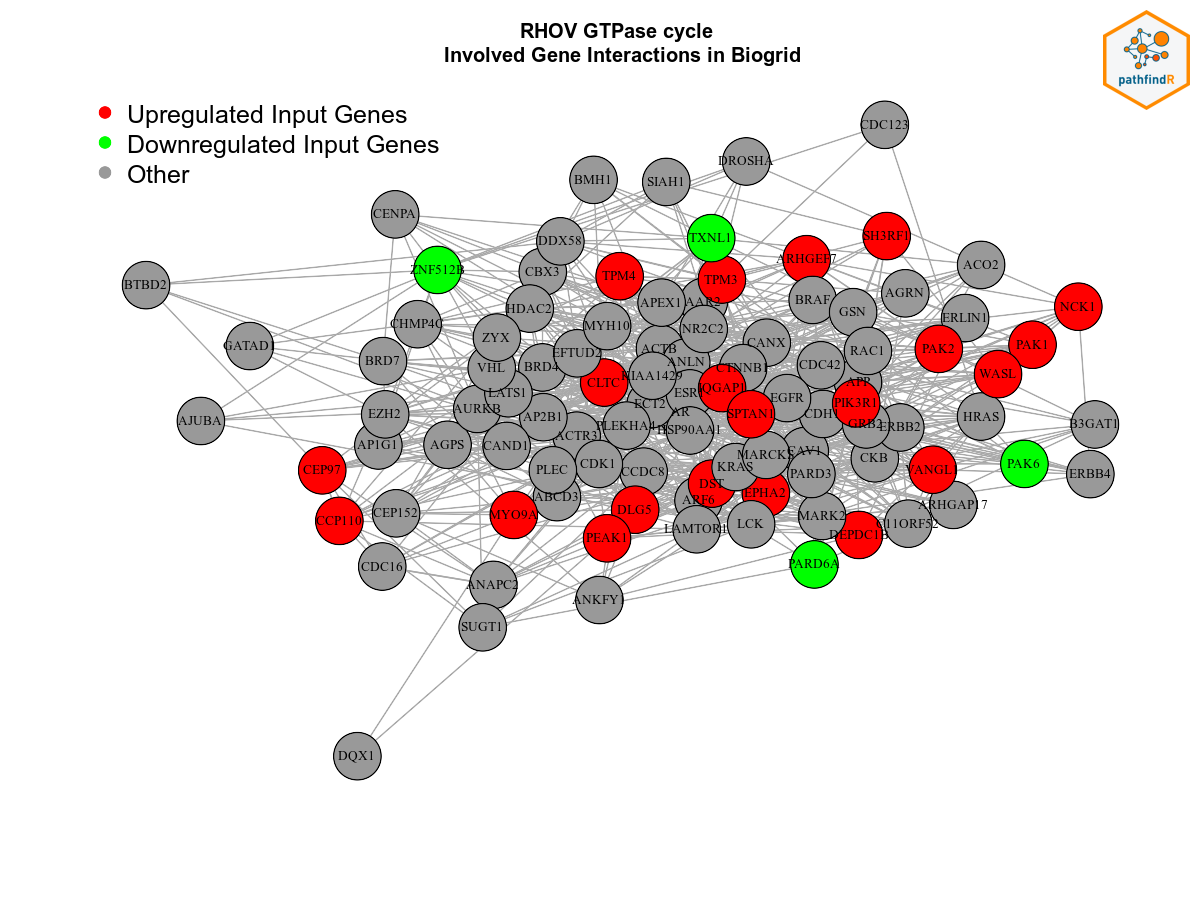 RHOV GTPase cycle
Involved Gene Interactions in Biogrid
pathfindR
Upregulated Input Genes
Downregulated Input Genes
Other
CDC123
DROSHA
BMH1
SIAH1
CENPA
DDX58
TXNL1
SH3RF1
ARHGEF7
ACO2
ZNF512B
CBX3
TPM4
TPM3
BTBD2
AGRN
APEX1
AAR2
BRAF
NCK1
HDAC2
GSN
ERLIN1
CHMP4C
MYH10
NR2C2
ZYX
GATAD1
PAK1
CANX
ACTB
PAK2
RAC1
EFTUD2
BRD7
ANLN
VHL
BRD4
CTNNB1
CDC42
KIAA1429
WASL
CLTC
APP
IQGAP1
LATS1
EGFR
ECT2
PIK3R1
AURKB
EZH2
AR
SPTAN1
CDH1
AP2B1
HRAS
AJUBA
B3GAT1
GRB2
ERBB2
PLEKHA4
HSP90AA1
ACTR3
AP1G1
AGPS
CAND1
CAV1
MARCKS
CKB
PAK6
CDK1
KRAS
CEP97
PLEC
CCDC8
VANGL1
PARD3
ERBB4
DST
EPHA2
ABCD3
ARF6
ARHGAP17
DLG5
CEP152
MYO9A
MARK2
CCP110
C11ORF52
LCK
LAMTOR1
DEPDC1B
PEAK1
PARD6A
CDC16
ANAPC2
ANKFY1
SUGT1
DQX1